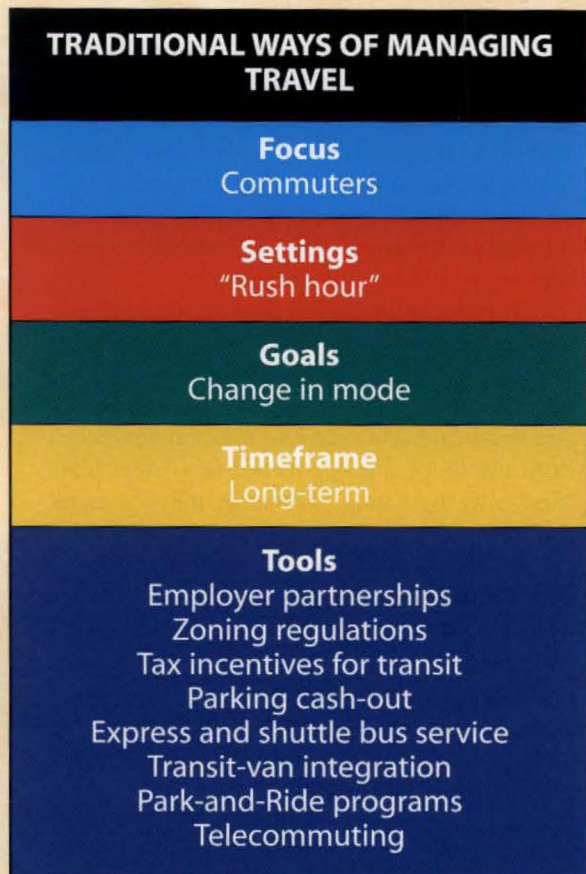 TRADITIONAL WAYS OF MANAGING
TRAVEL
Focus
Commuters
Settings
"Rush hour"
Goals
Change in mode
Timeframe
Long-term
Tools
Employer partnerships
Zoning regulations
Tax incentives for transit
Parking cash-out
Express and shuttle bus service
Transit-van integration
Park-and-Ride programs
Telecommuting